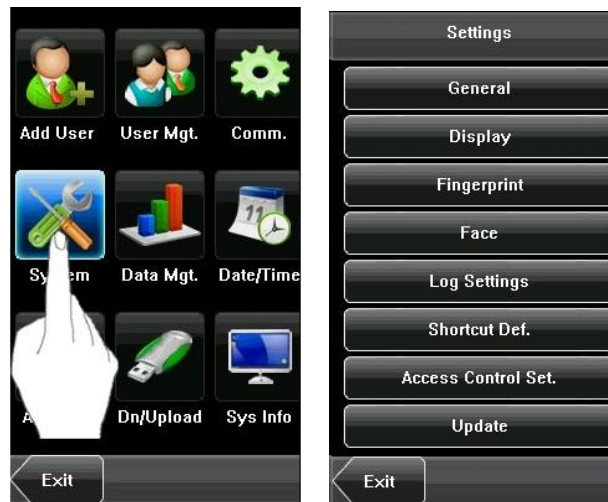 Add User User Mgt. Comm.
11
Data Mgt. Date/Time
Dn/Upload Sys Info
Exit
Settings
General
Display
Fingerprint
Face
Log Settings
Shortcut Def.
Access Control Set.
Update
Exit